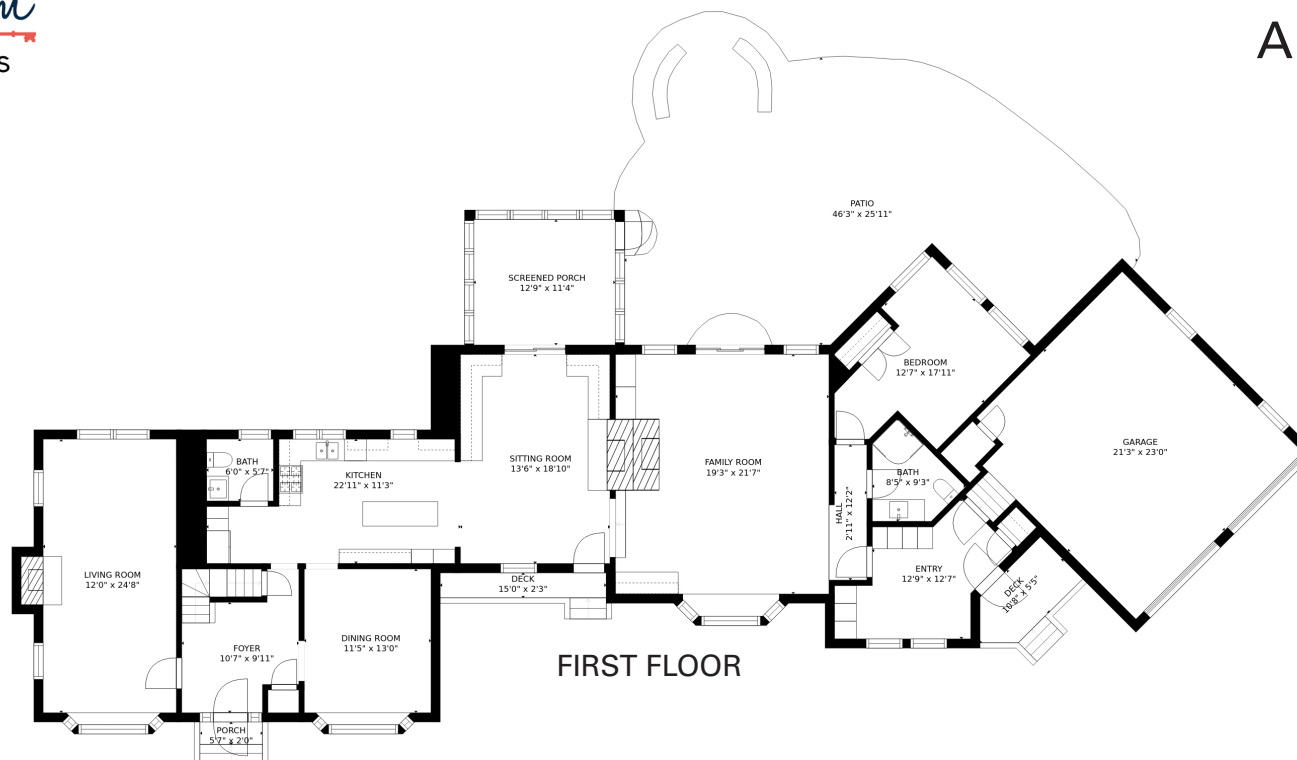 s
A
PATIO
46'3" x 25'11"
SCREENED PORCH
12'9" x 11'4"
BEDROOM
12'7" x 17'11"
GARAGE
21'3" x 23'0"
BATH
6'0" x 5'7"
KITCHEN
22'11" x 11'3"
SITTING ROOM
13'6" x 18'10"
FAMILY ROOM
19'3" x 21'7"
BATH
8'5" x 9'3"
HALL
2'11" x 12'2"
LIVING ROOM
12'0" x 24'8"
DECK
15'0" x 2'3"
ENTRY
12'9" x 12'7"
DECK
10'8" x 5'5"
FOYER
10'7" x 9'11"
DINING ROOM
11'5" x 13'0"
FIRST FLOOR
PORCH
5'7" x 2'0"